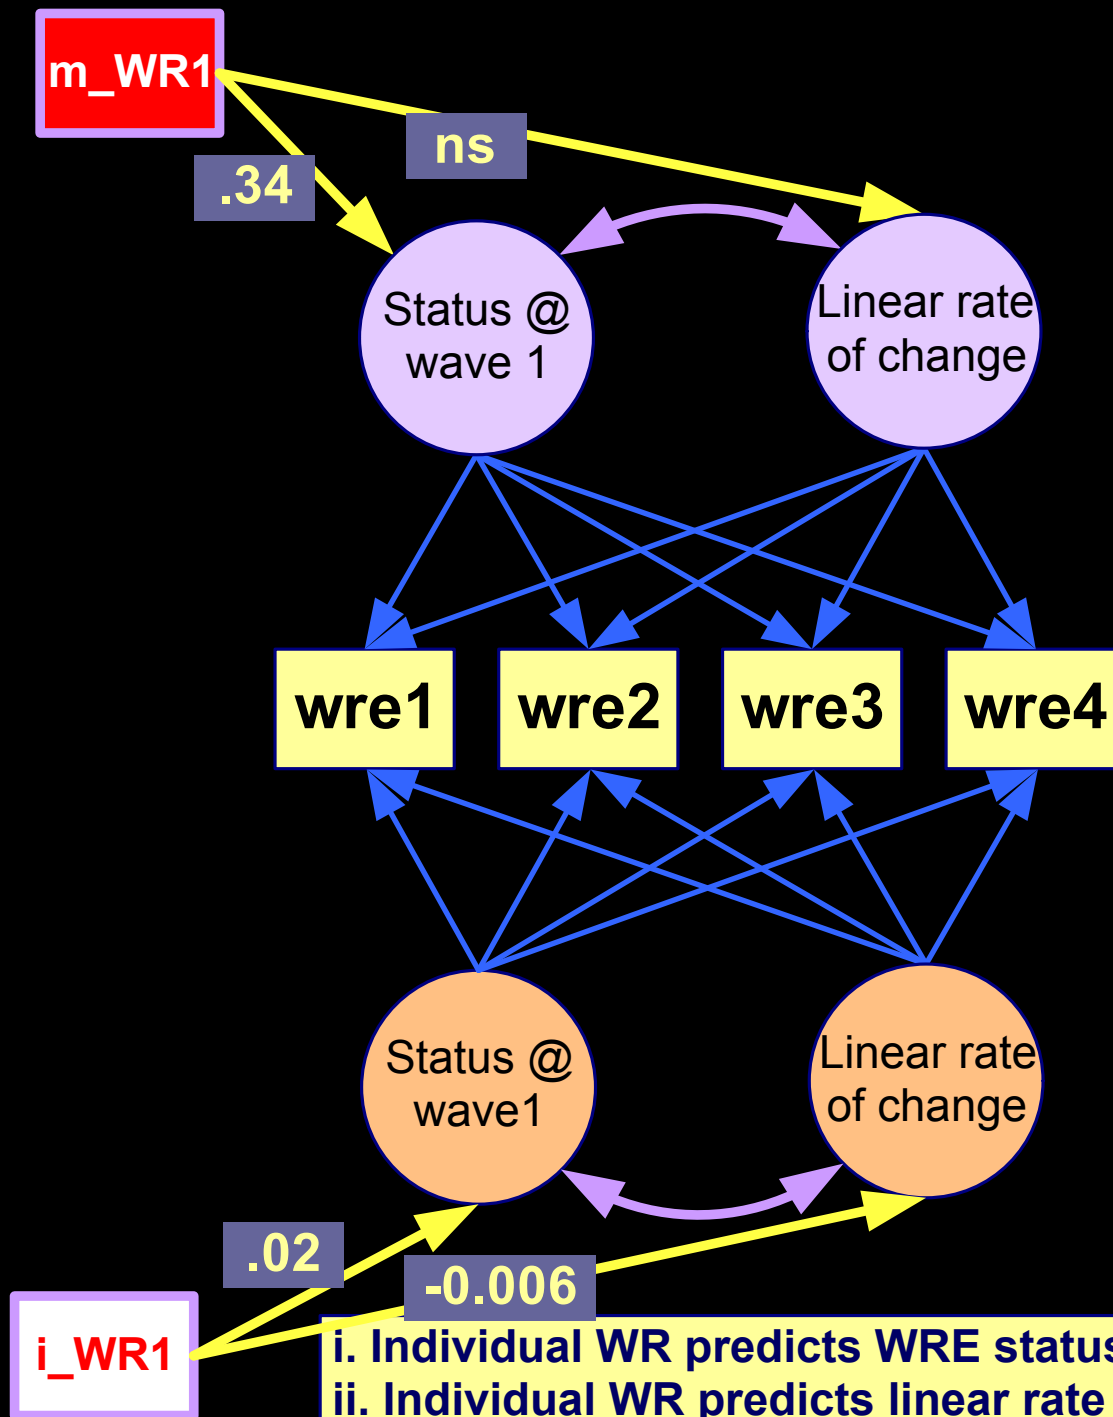 m_WR1
ns
.34
Status @
wave 1
Linear rate
of change
wre1
wre2
wre3
wre4
Status @
wave1
Linear rate
of change
.02
-0.006
i_WR1
i. Individual WR predicts WRE status
ii. Individual WR predicts linear rate